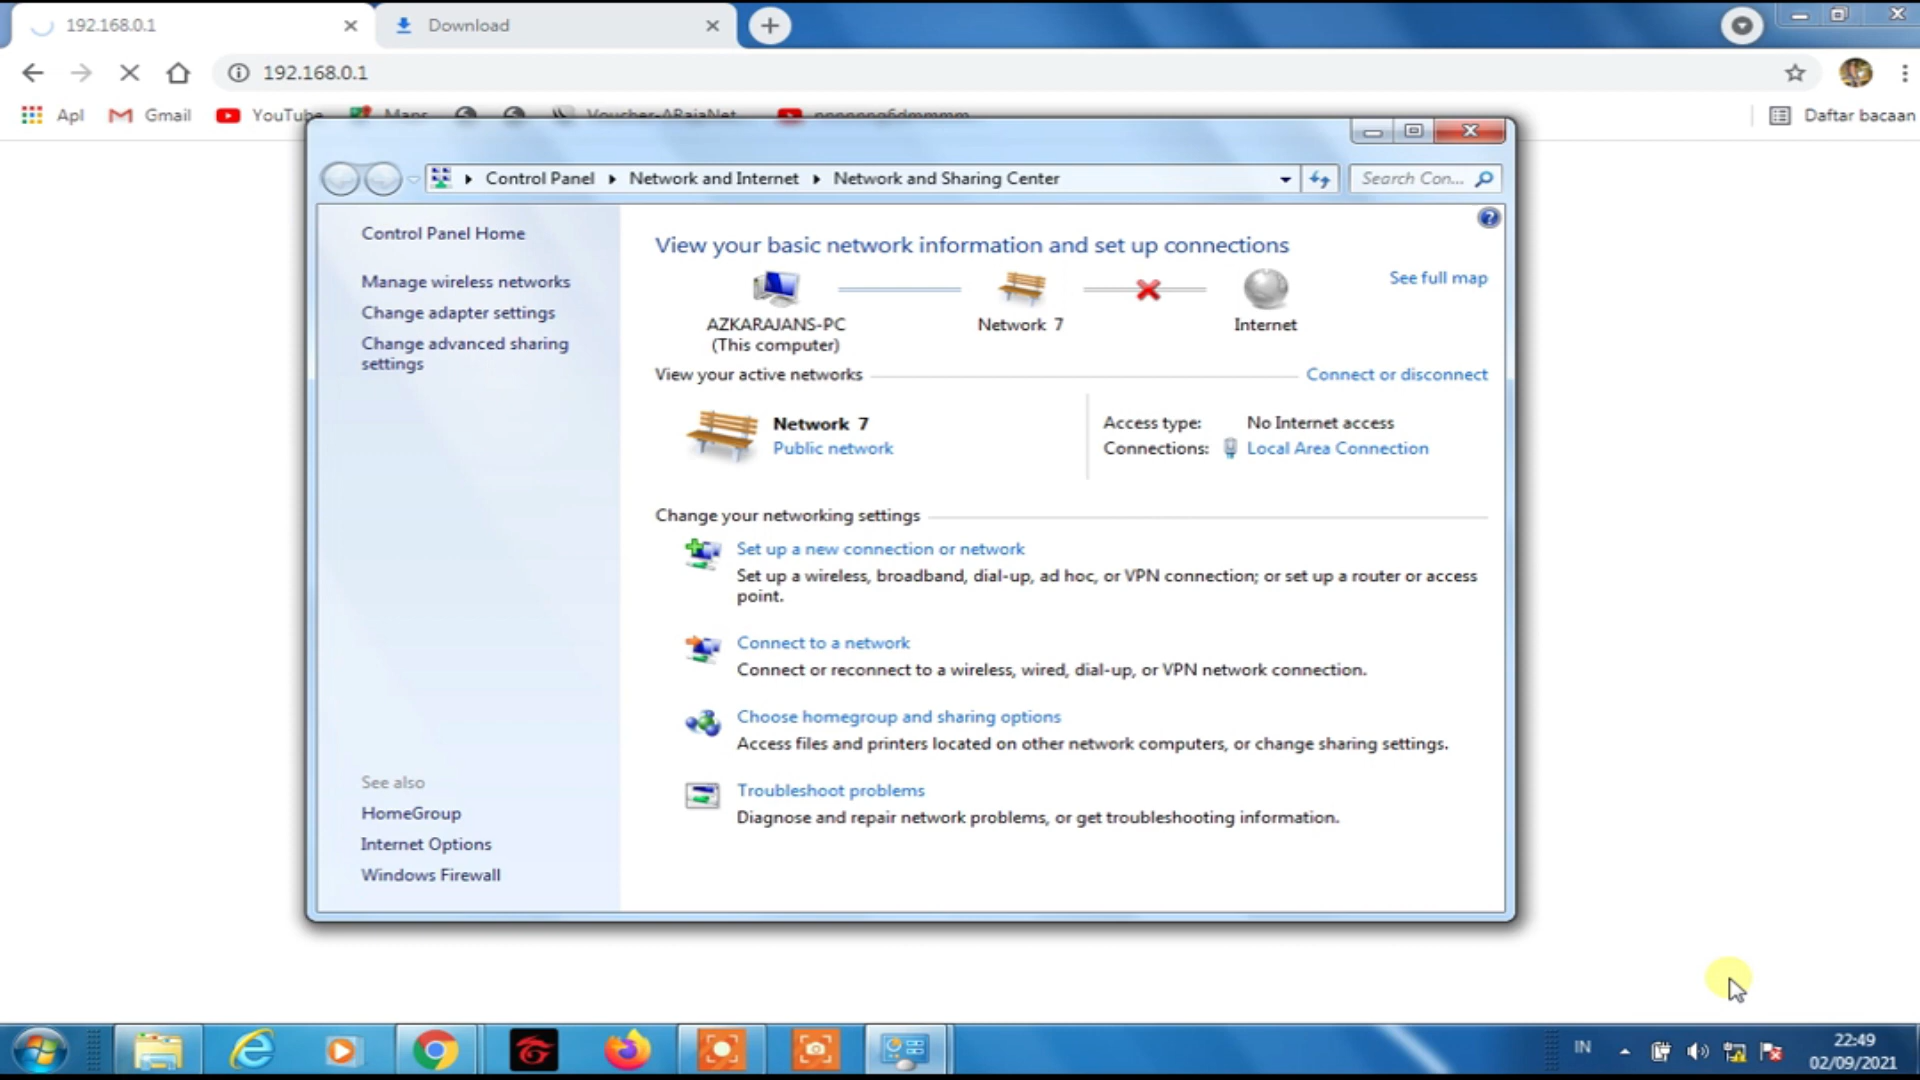 192.168.0.1
Download
192.168.0.1
Apl
Gmail
YouTube
Maps
Voucher-ARajaNet
Daftar bacaan
Control Panel
Network and Internet
Network and Sharing Center
Search Con...
Control Panel Home
Manage wireless networks
Change adapter settings
Change advanced sharing
settings
See also
HomeGroup
Internet Options
Windows Firewall
View your basic network information and set up connections
See full map
AZKARAJANS-PC
(This computer)
Network 7
Internet
View your active networks
Connect or disconnect
Network 7
Public network
Access type:
No Internet access
Connections:
Local Area Connection
Change your networking settings
Set up a new connection or network
Set up a wireless, broadband, dial-up, ad hoc, or VPN connection; or set up a router or access
point.
Connect to a network
Connect or reconnect to a wireless, wired, dial-up, or VPN network connection.
Choose homegroup and sharing options
Access files and printers located on other network computers, or change sharing settings.
Troubleshoot problems
Diagnose and repair network problems, or get troubleshooting information.
IN
22:49
02/09/2021